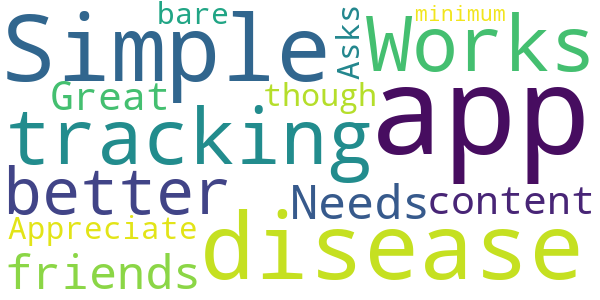 bare
minimum
Simple
Asks
Works
Great
though
app
tracking
better
Needs
content
Appreciate
disease
friends